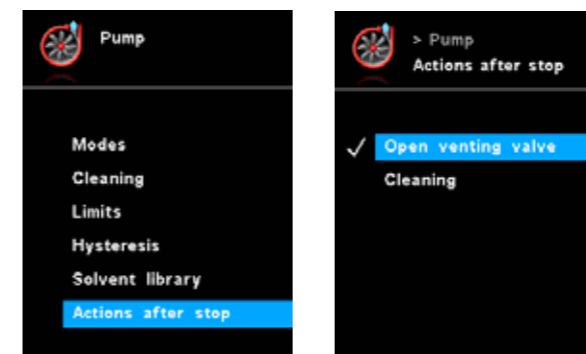 Pump
Modes
Cleaning
Limits
Hysteresis
Solvent library
Actions after stop
> Pump
Actions after stop
Open venting valve
Cleaning